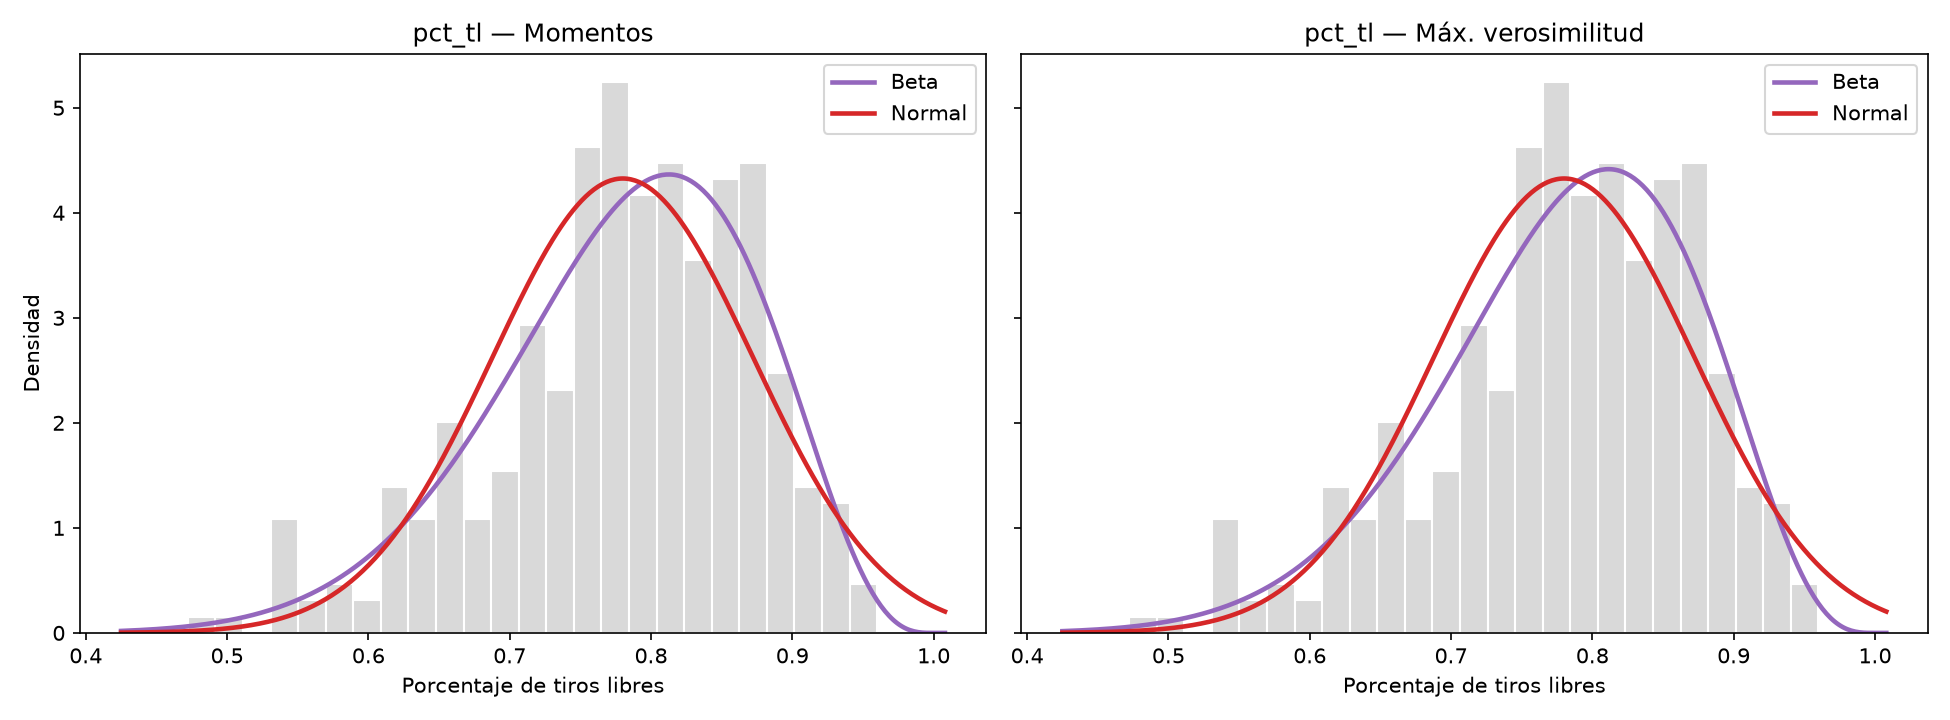 pct_tl — Momentos
Beta
Normal
Densidad
5
4
3
2
1
0
0.4 0.5 0.6 0.7 0.8 0.9 1.0
Porcentaje de tiros libres
pct_tl — Máx. verosimilitud
Beta
Normal
0.4 0.5 0.6 0.7 0.8 0.9 1.0
Porcentaje de tiros libres